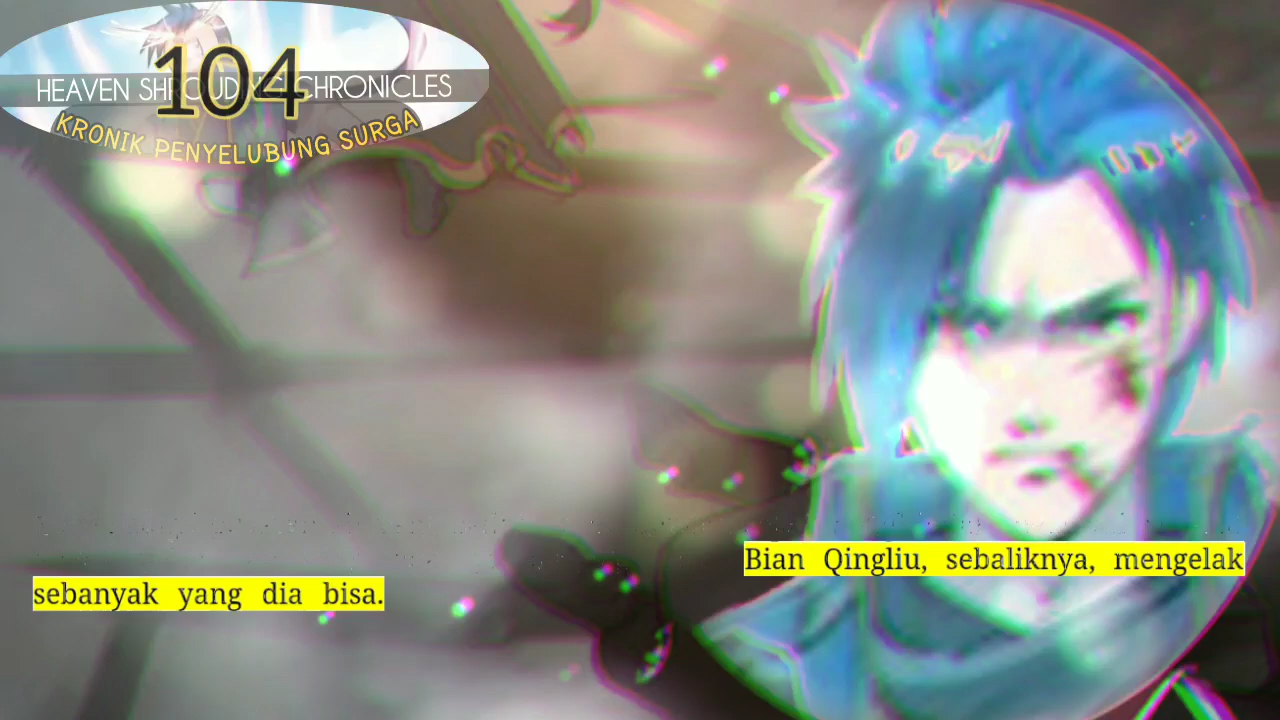 104
HEAVEN SHROUDING CHRONICLES
KRONIK PENYELUBUNG SURGA
Bian Qingliu, sebaliknya, mengelak
sebanyak yang dia bisa.